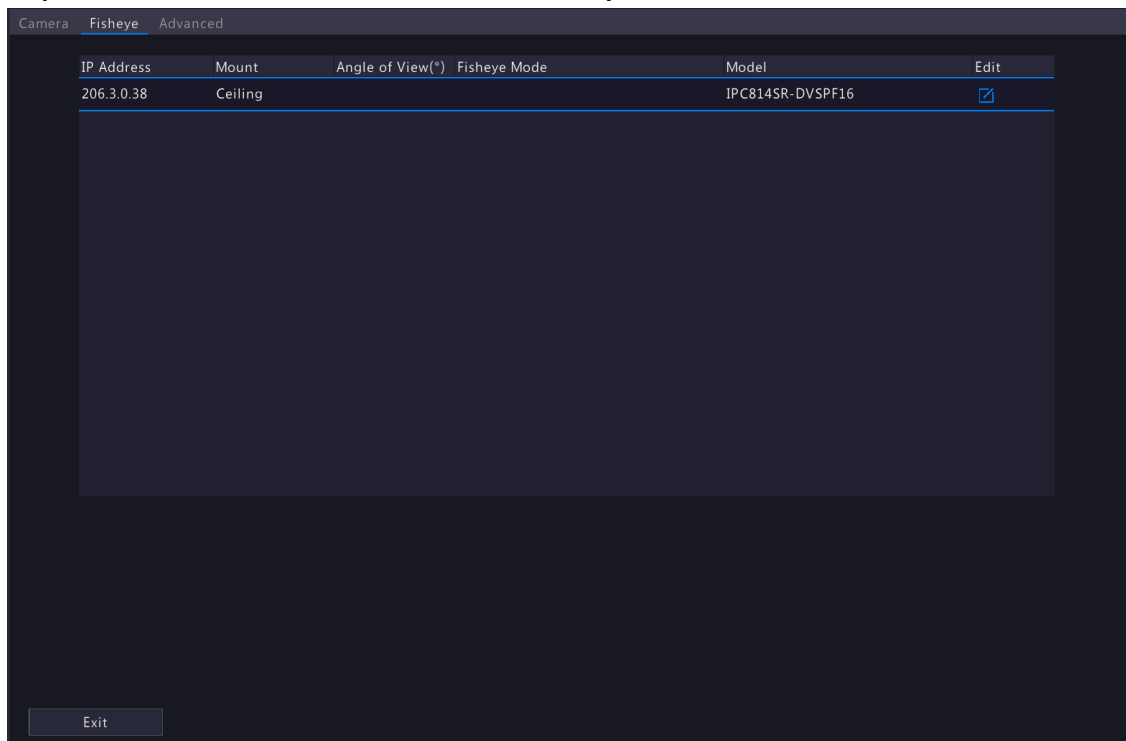 Camera Fisheye Advanced
IP Address Mount Angle of View(°) Fisheye Mode Model Edit
206.3.0.38 Ceiling IPC814SR-DVSPF16
Exit